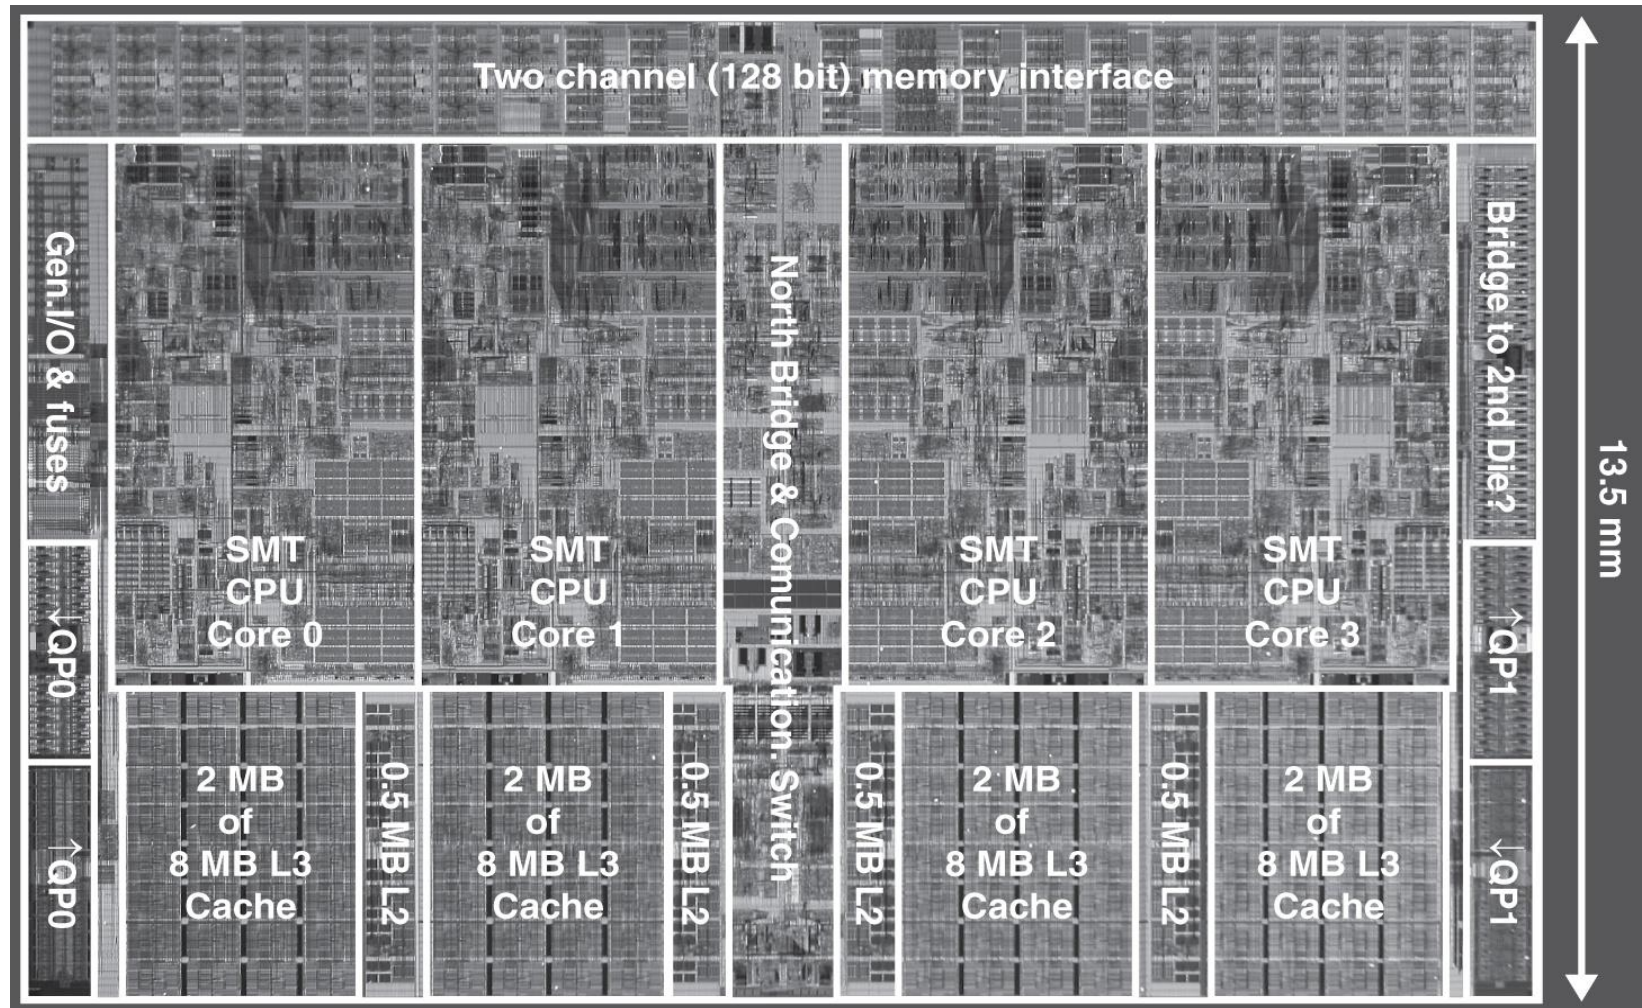 Two channel (128 bit) memory interface
Gen.I/O & fuses
SMT
CPU
Core 0
SMT
CPU
Core 1
North Bridge & Comunication. Switch
SMT
CPU
Core 2
SMT
CPU
Core 3
Bridge to 2nd Die?
13.5 mm
↓QP0
↑QP0
2 MB
of
8 MB L3
Cache
0.5 MB L2
2 MB
of
8 MB L3
Cache
0.5 MB L2
0.5 MB L2
2 MB
of
8 MB L3
Cache
0.5 MB L2
2 MB
of
8 MB L3
Cache
↑QP1
↓QP1